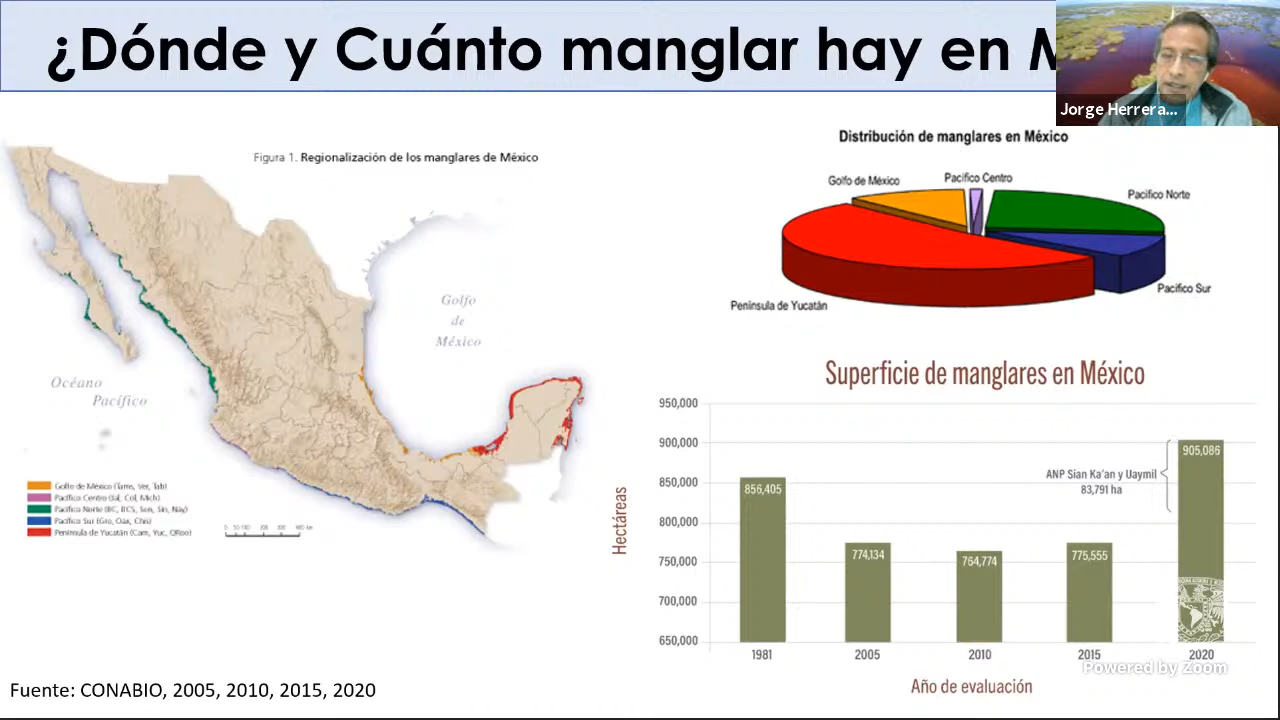 ¿Dónde y Cuánto manglar hay en M
Jorge Herrera...
Figura 1. Regionalización de los manglares de México
Golfo
de
México
Océano
Pacífico
Golfo de México (Tams, Ver, Tab)
Pacífico Centro (Jal, Col, Mich)
Pacífico Norte (BC, BCS, Son, Sin, Nay)
Pacífico Sur (Gro, Oax, Chis)
Península de Yucatán (Cam, Yuc, QRoo)
Distribución de manglares en México
Golfo de México
Pacífico Centro
Pacifico Norte
Pacífico Sur
Península de Yucatán
Superficie de manglares en México
Hectáreas
950,000
900,000
850,000
800,000
750,000
700,000
650,000
856,405
774,134
764,774
775,555
905,086
ANP Sian Ka'an y Uaymil
83,791 ha
1981
2005
2010
2015
2020
Año de evaluación
Powered by Zoom
Fuente: CONABIO, 2005, 2010, 2015, 2020